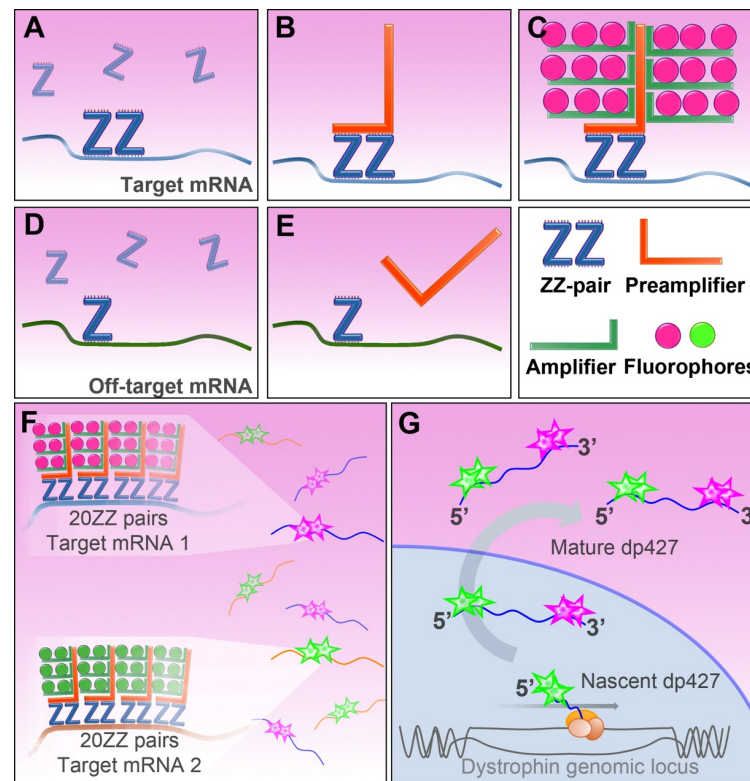 A
Target mRNA
B
C
D
Off-target mRNA
E
ZZ-pair
Preamplifier
Amplifier
Fluorophores
F
20ZZ pairs
Target mRNA 1
20ZZ pairs
Target mRNA 2
G
3’
5’
5’
3’
Mature dp427
5’
3’
Nascent dp427
5’
Dystrophin genomic locus